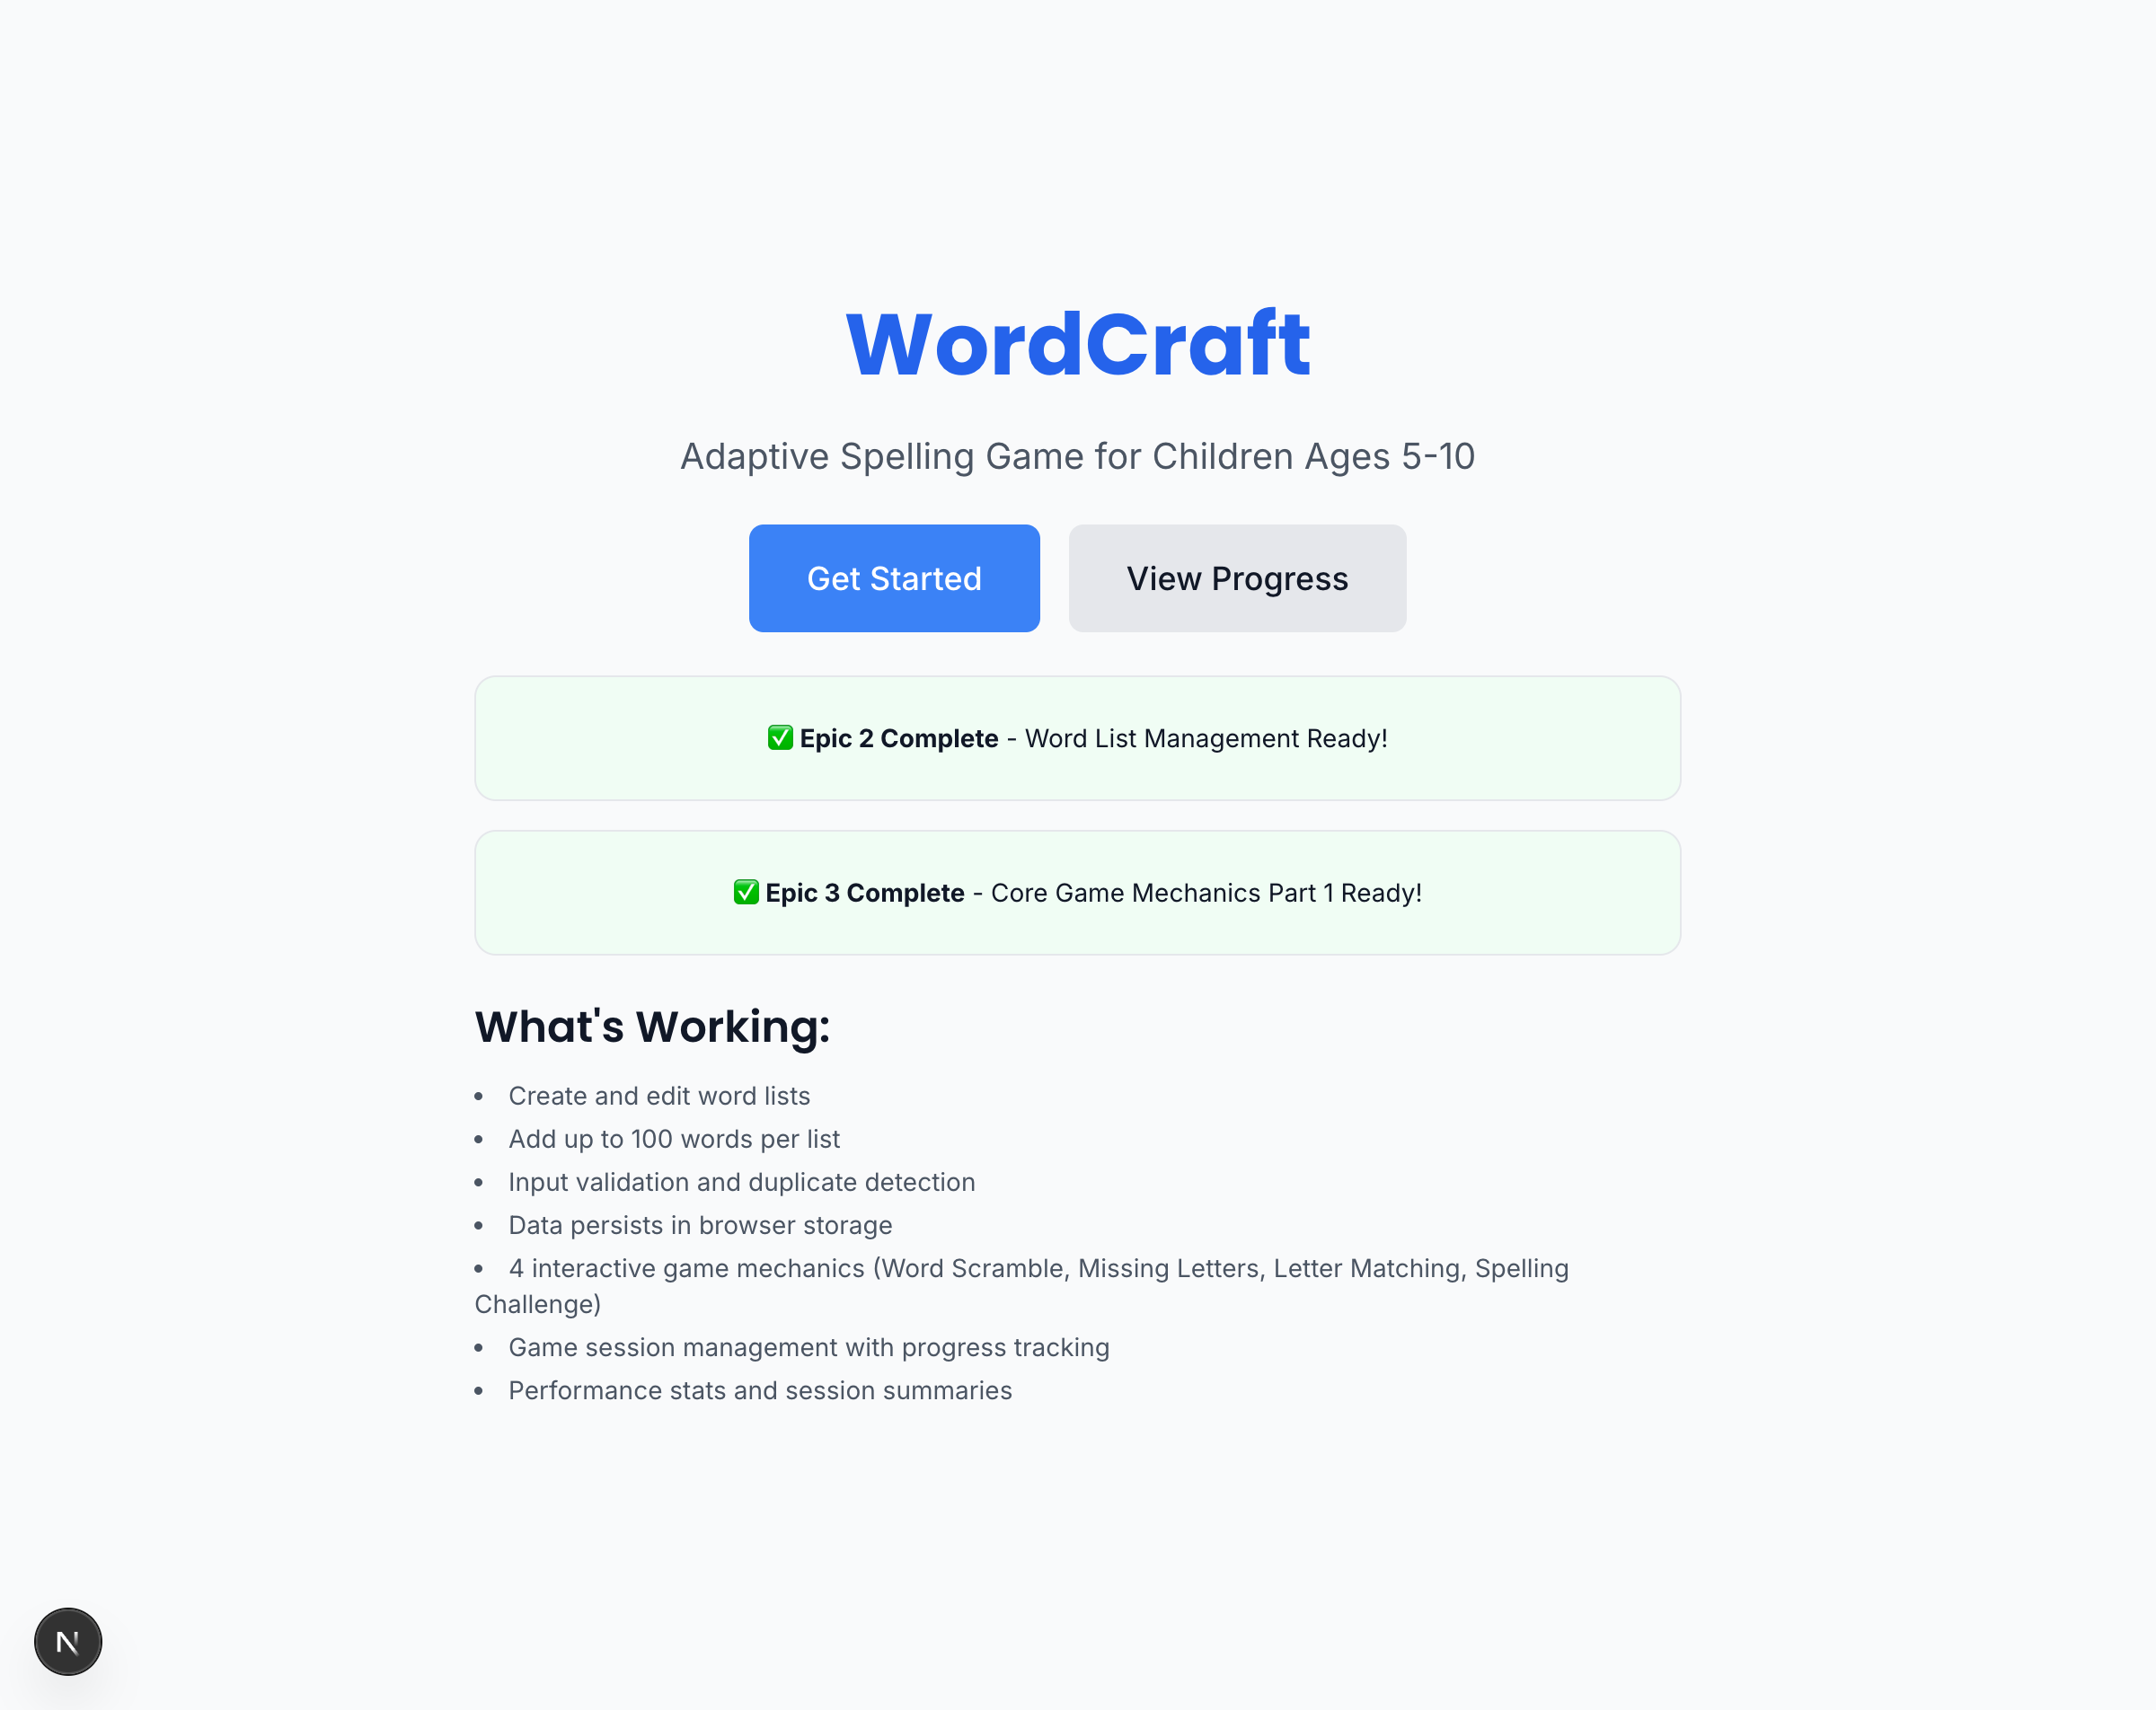 WordCraft
Adaptive Spelling Game for Children Ages 5-10
Get Started
View Progress
✅ Epic 2 Complete - Word List Management Ready!
✅ Epic 3 Complete - Core Game Mechanics Part 1 Ready!
What's Working:
• Create and edit word lists
• Add up to 100 words per list
• Input validation and duplicate detection
• Data persists in browser storage
• 4 interactive game mechanics (Word Scramble, Missing Letters, Letter Matching, Spelling
Challenge)
• Game session management with progress tracking
• Performance stats and session summaries
N